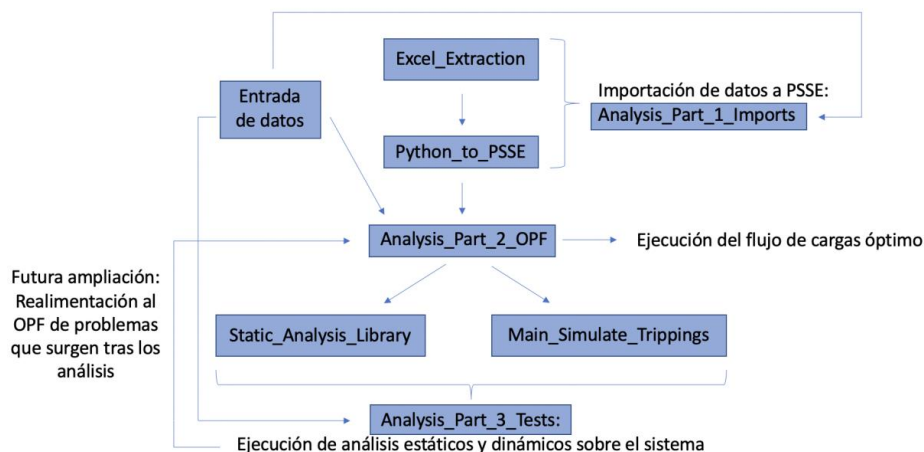 Excel_Extraction
Entrada
de datos
Importación de datos a PSSE:
Analysis_Part_1_Imports
Python_to_PSSE
Analysis_Part_2_OPF
Ejecución del flujo de cargas óptimo
Futura ampliación:
Realimentación al
OPF de problemas
que surgen tras los
análisis
Static_Analysis_Library
Main_Simulate_Trippings
Analysis_Part_3_Tests:
Ejecución de análisis estáticos y dinámicos sobre el sistema